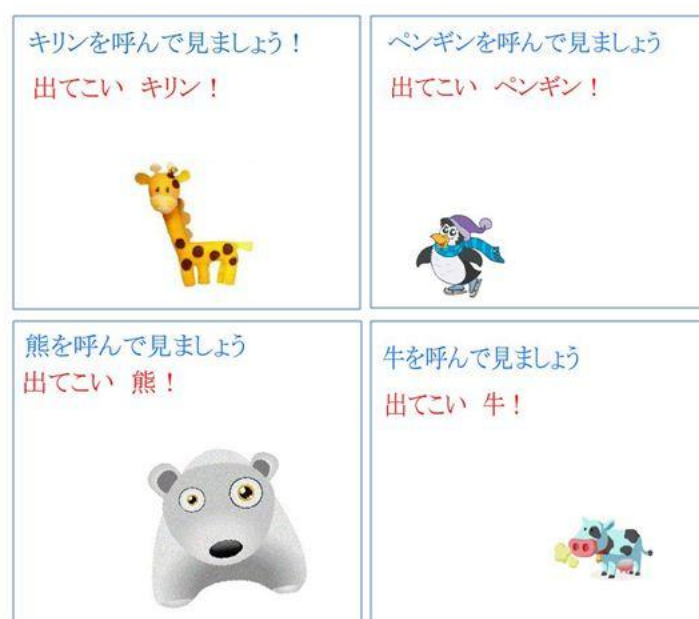 キリンを呼んで見ましょう！
出てこい キリン！
ペンギンを呼んで見ましょう
出てこい ペンギン！
熊を呼んで見ましょう
出てこい 熊！
牛を呼んで見ましょう
出てこい 牛！